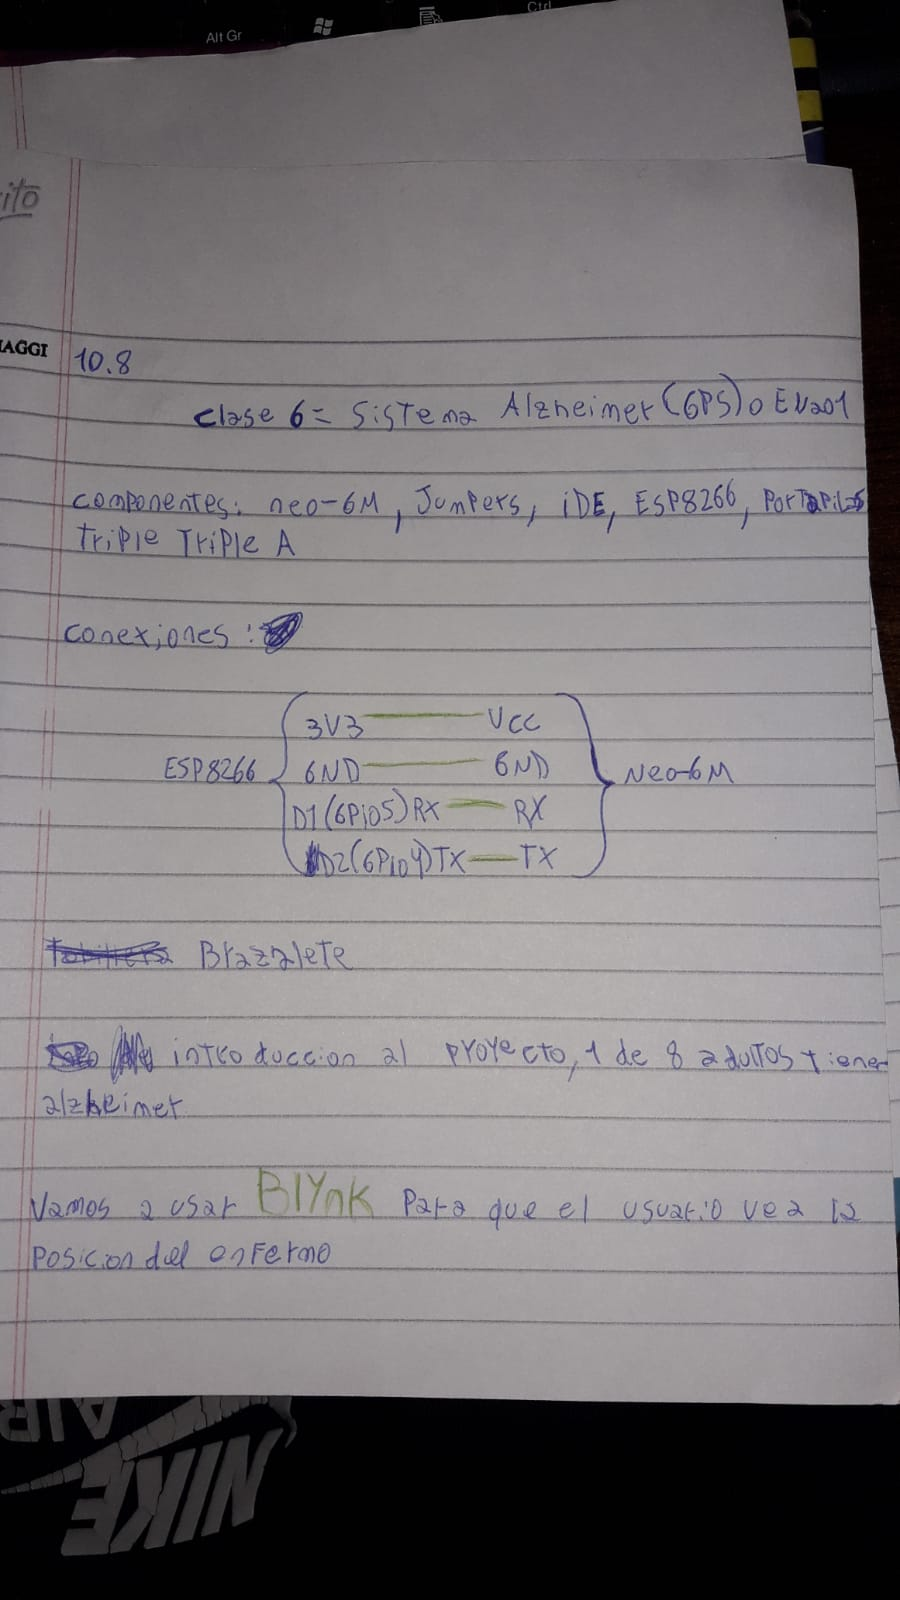 Alt Gr
Ctrl
ito
IAGGI
10.8
Clase 6= Sistema Alzheimer (GPS) o Eva01
componentes: neo-6M, Jumpers, iDE, ESP8266, Portapilas
Triple Triple A
conexiones:
3V3 VCC
ESP8266 GND GND Neo-6M
D1(GPiO5)RX RX
D2(GPiO4)TX TX
Brazalete
introduccion al proyecto, 1 de 8 adultos tienen
alzheimer
Vamos a usar Blynk Para que el usuario vea la
Posicion del enfermo
AIR
NIKE